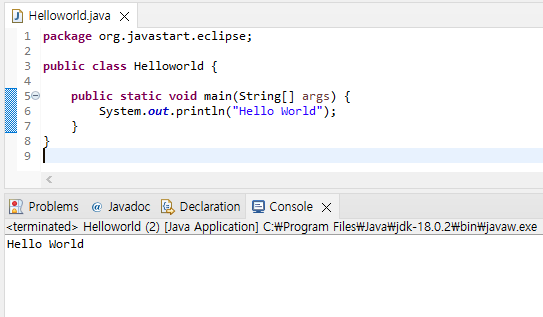 Helloworld.java
1 package org.javastart.eclipse;
2
3 public class Helloworld {
4
5     public static void main(String[] args) {
6         System.out.println("Hello World");
7     }
8 }
9
Problems @ Javadoc Declaration Console
<terminated> Helloworld (2) [Java Application] C:₩Program Files₩Java₩jdk-18.0.2₩bin₩javaw.exe
Hello World